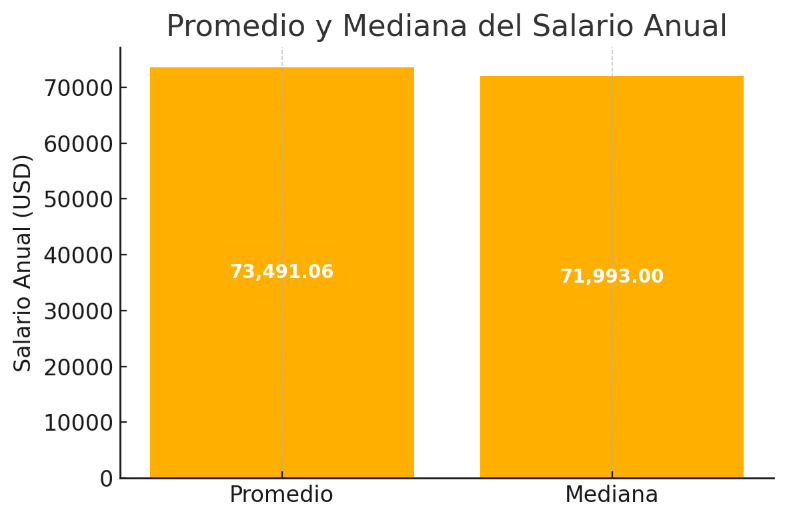 Promedio y Mediana del Salario Anual
Salario Anual (USD)
70000
60000
50000
40000
30000
20000
10000
0
73,491.06
71,993.00
Promedio
Mediana